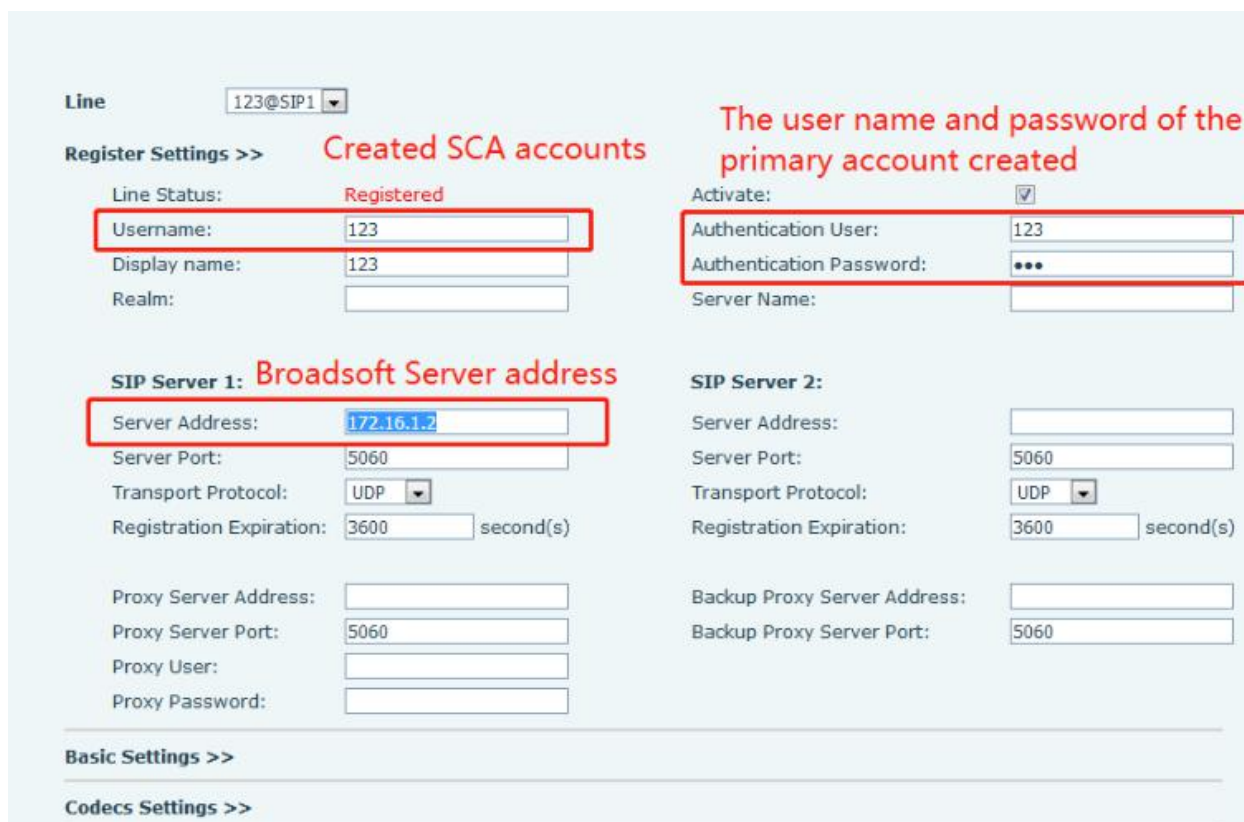 Line 123@SIP1
The user name and password of the
primary account created
Register Settings >> Created SCA accounts
Line Status: Registered Activate:
Username: 123 Authentication User: 123
Display name: 123 Authentication Password: •••
Realm: Server Name:
SIP Server 1: Broadsoft Server address SIP Server 2:
Server Address: 172.16.1.2 Server Address:
Server Port: 5060 Server Port: 5060
Transport Protocol: UDP Transport Protocol: UDP
Registration Expiration: 3600 second(s) Registration Expiration: 3600 second(s)
Proxy Server Address: Backup Proxy Server Address:
Proxy Server Port: 5060 Backup Proxy Server Port: 5060
Proxy User:
Proxy Password:
Basic Settings >>
Codecs Settings >>